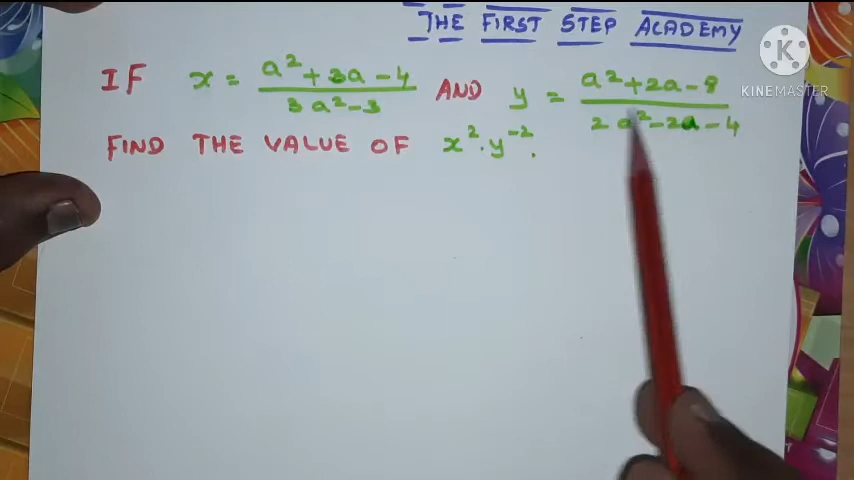 THE FIRST STEP ACADEMY
K
KINEMASTER
IF x = (a²+3a-4)/(3a²-3) AND y = (a²+2a-8)/(2a²-2a-4)
FIND THE VALUE OF x².y⁻².